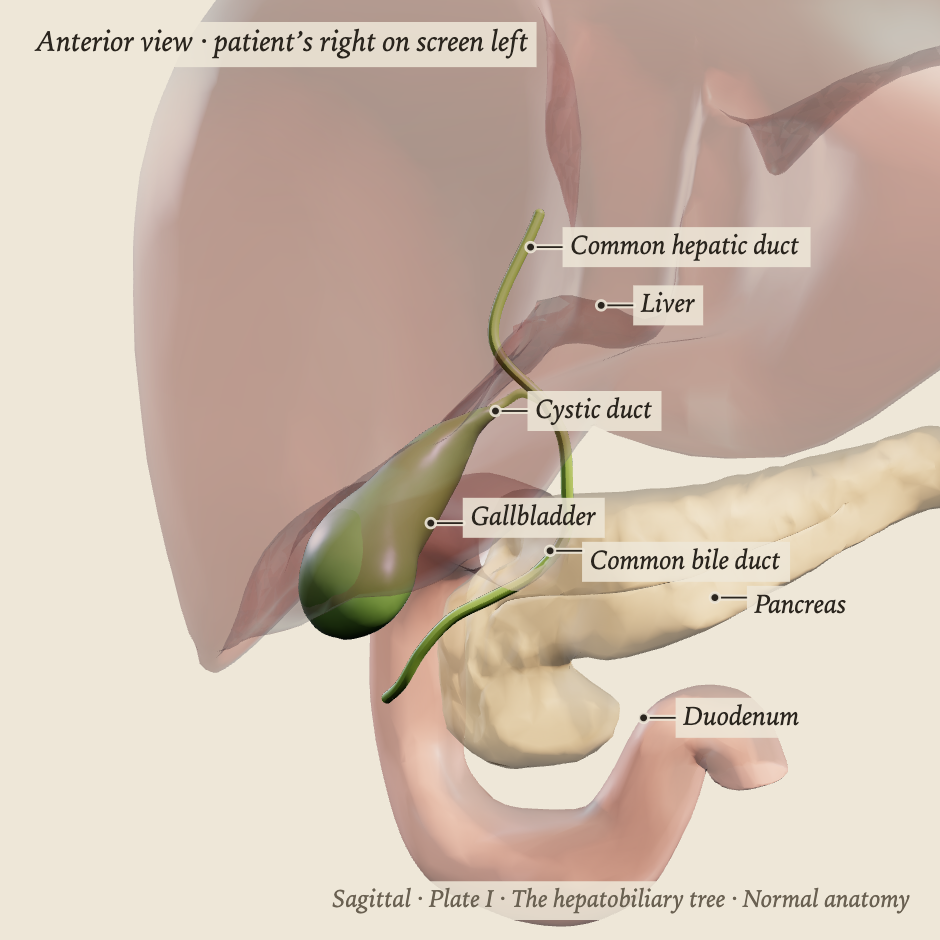 Anterior view · patient’s right on screen left
Common hepatic duct
Liver
Cystic duct
Gallbladder
Common bile duct
Pancreas
Duodenum
Sagittal · Plate I · The hepatobiliary tree · Normal anatomy